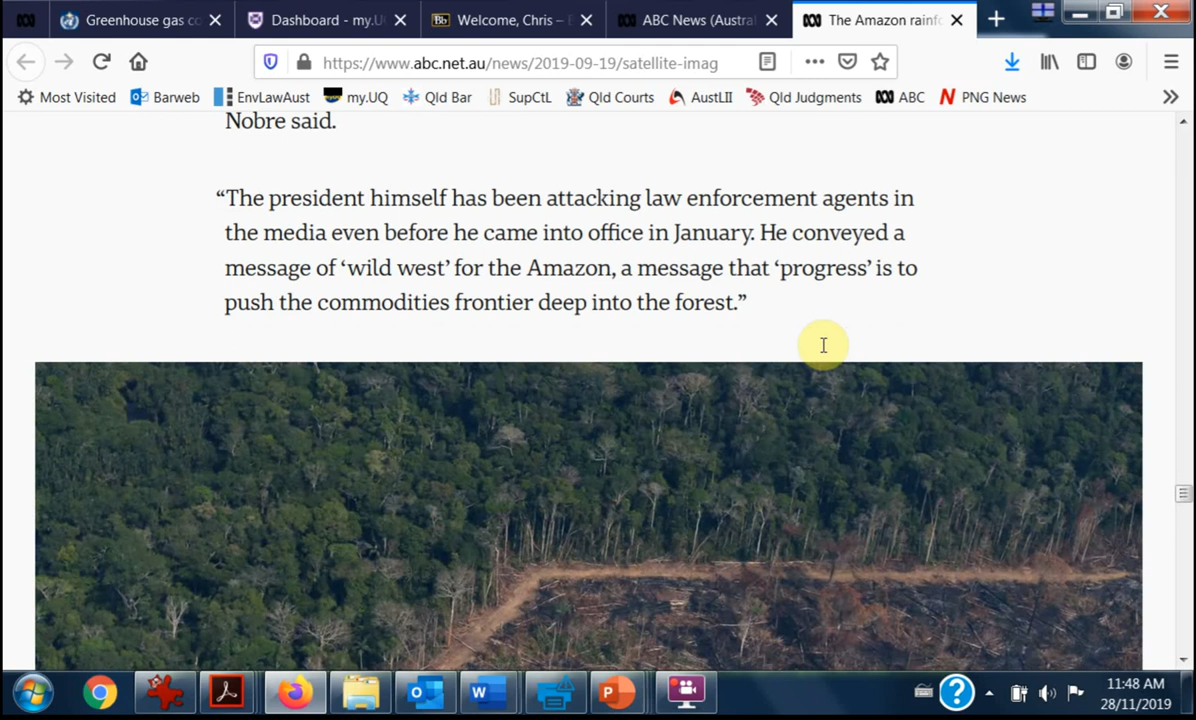 Greenhouse gas co
Dashboard - my.U
Bb Welcome, Chris –
ABC News (Austral
The Amazon rainf
https://www.abc.net.au/news/2019-09-19/satellite-imag
Most Visited
Barweb
EnvLawAust
my.UQ
Qld Bar
SupCtL
Qld Courts
AustLII
Qld Judgments
ABC
N PNG News
Nobre said.
“The president himself has been attacking law enforcement agents in
the media even before he came into office in January. He conveyed a
message of ‘wild west’ for the Amazon, a message that ‘progress’ is to
push the commodities frontier deep into the forest.”
11:48 AM
28/11/2019